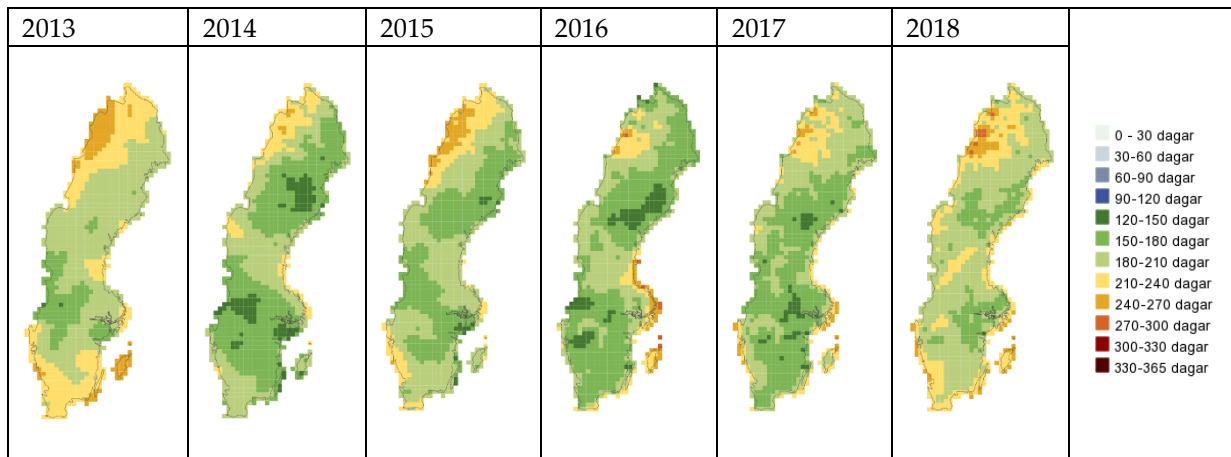 2013 2014 2015 2016 2017 2018
0 - 30 dagar
30-60 dagar
60-90 dagar
90-120 dagar
120-150 dagar
150-180 dagar
180-210 dagar
210-240 dagar
240-270 dagar
270-300 dagar
300-330 dagar
330-365 dagar